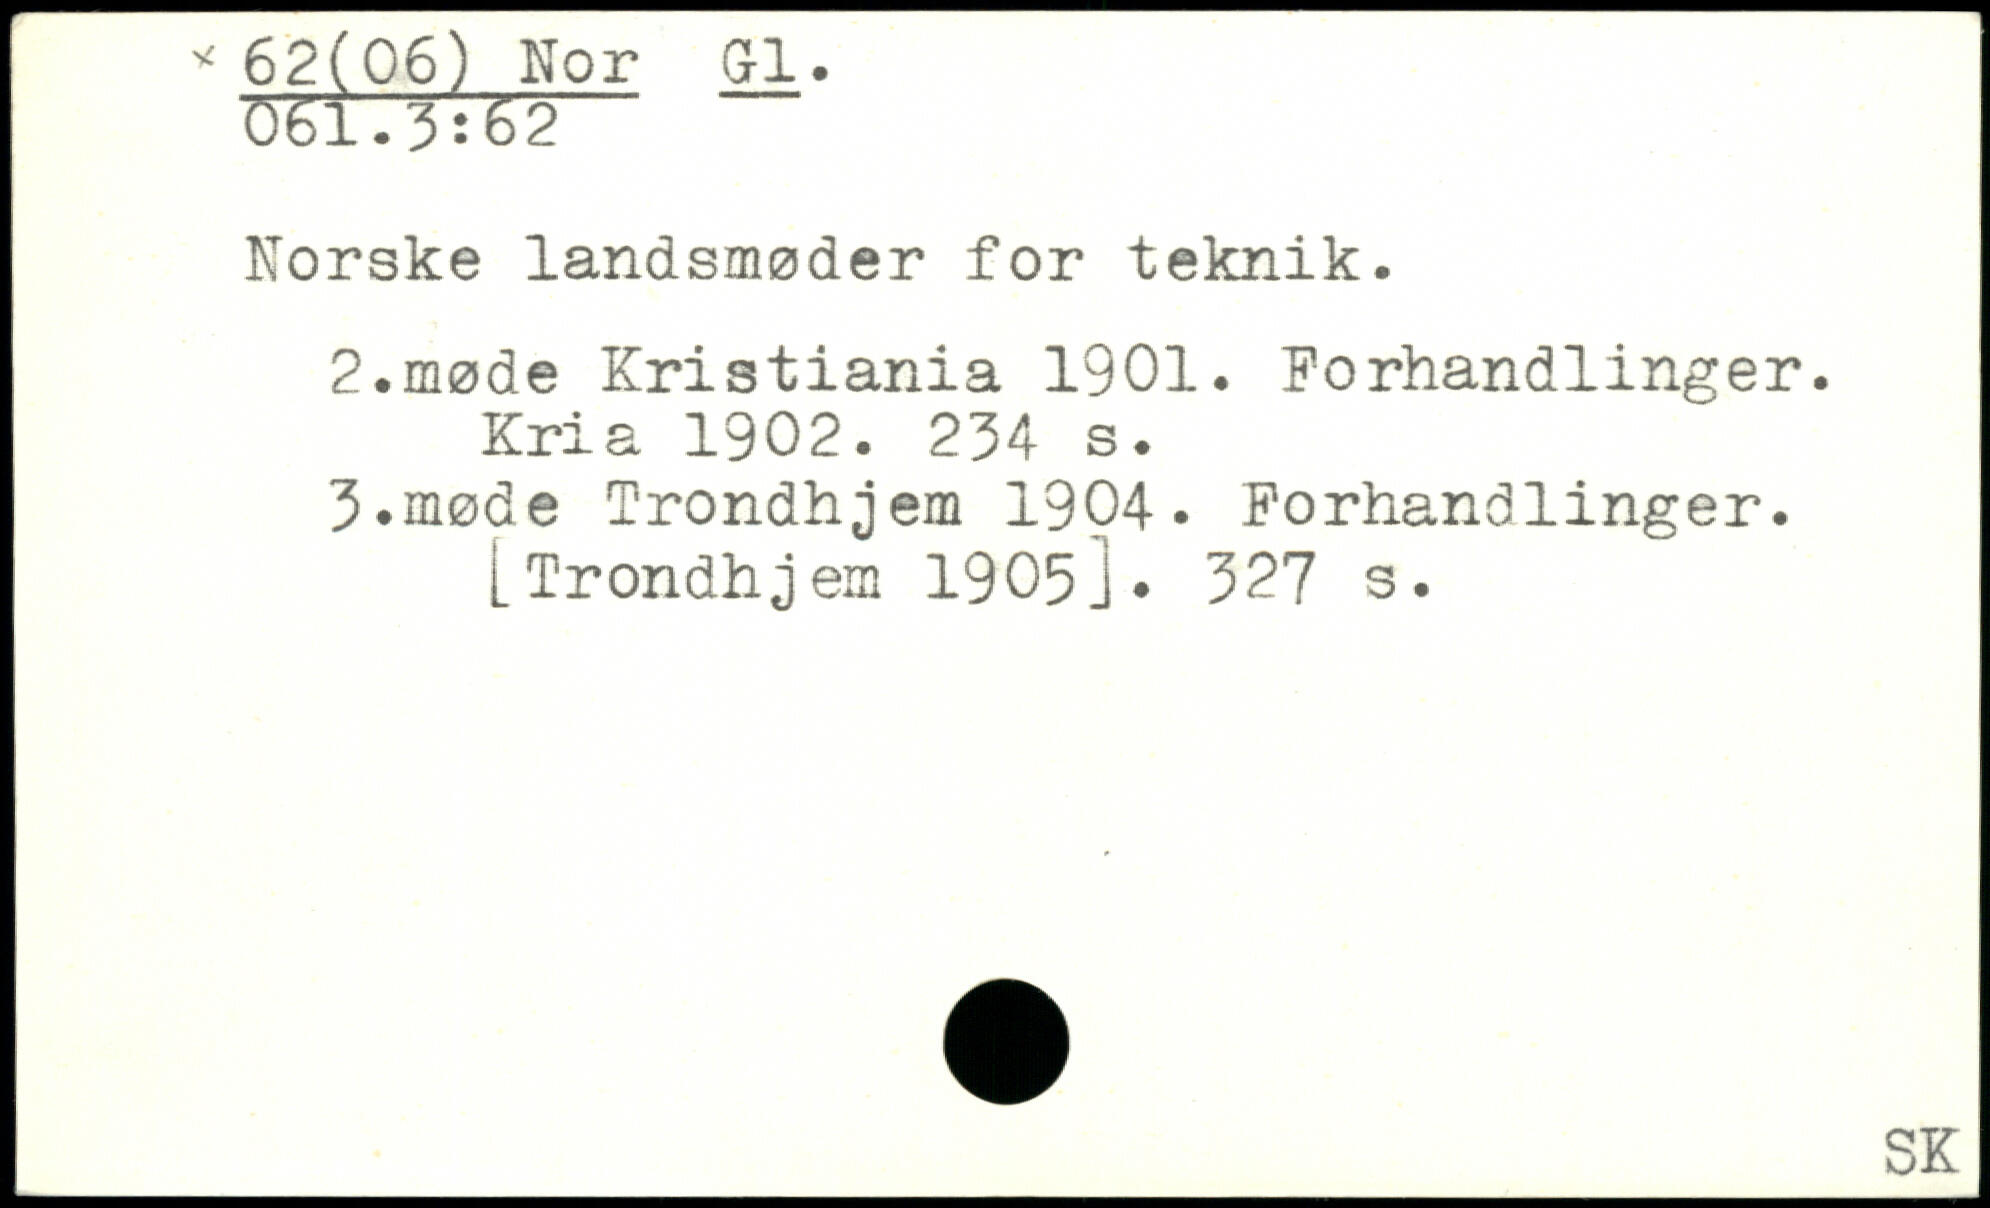 × 62(06) Nor Gl.
061.3:62
Norske landsmøder for teknik.
2.møde Kristiania 1901. Forhandlinger.
Kria 1902. 234 s.
3.møde Trondhjem 1904. Forhandlinger.
[Trondhjem 1905]. 327 s.
SK